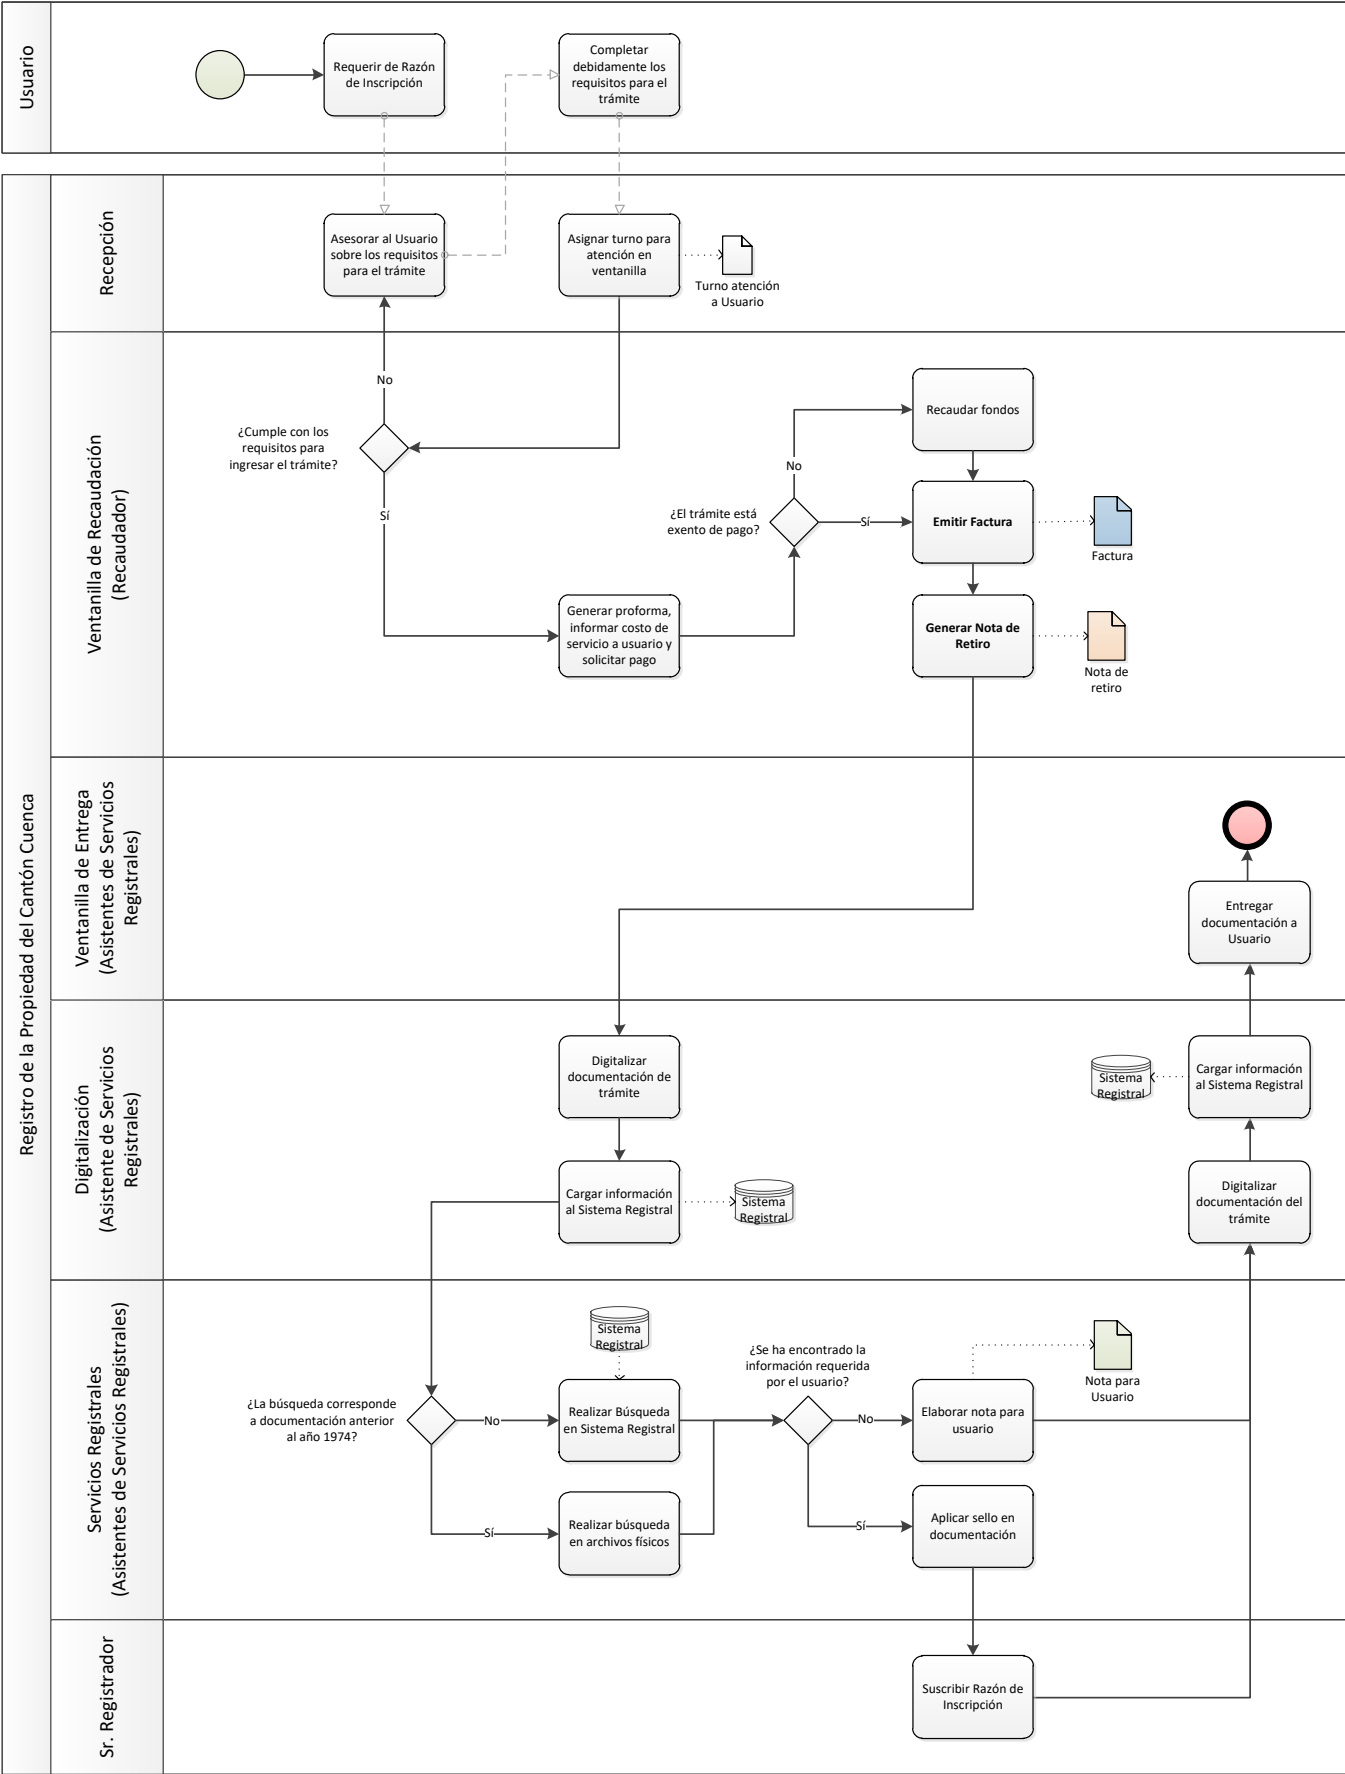 Usuario
Requerir de Razón
de Inscripción
Completar
debidamente los
requisitos para el
trámite
Registro de la Propiedad del Cantón Cuenca
Recepción
Asesorar al Usuario
sobre los requisitos
para el trámite
Asignar turno para
atención en
ventanilla
Turno atención
a Usuario
Ventanilla de Recaudación
(Recaudador)
No
¿Cumple con los
requisitos para
ingresar el trámite?
Sí
Generar proforma,
informar costo de
servicio a usuario y
solicitar pago
¿El trámite está
exento de pago?
No
Sí
Recaudar fondos
Emitir Factura
Factura
Generar Nota de
Retiro
Nota de
retiro
Ventanilla de Entrega
(Asistentes de Servicios
Registrales)
Entregar
documentación a
Usuario
Digitalización
(Asistente de Servicios
Registrales)
Digitalizar
documentación de
trámite
Cargar información
al Sistema Registral
Sistema
Registral
Sistema
Registral
Cargar información
al Sistema Registral
Digitalizar
documentación del
trámite
Servicios Registrales
(Asistentes de Servicios Registrales)
¿La búsqueda corresponde
a documentación anterior
al año 1974?
No
Sí
Sistema
Registral
Realizar Búsqueda
en Sistema Registral
Realizar búsqueda
en archivos físicos
¿Se ha encontrado la
información requerida
por el usuario?
No
Sí
Elaborar nota para
usuario
Nota para
Usuario
Aplicar sello en
documentación
Sr. Registrador
Suscribir Razón de
Inscripción